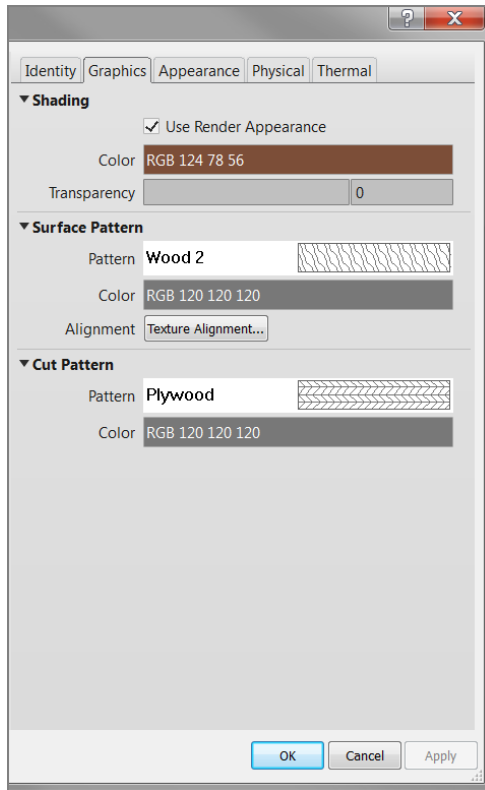 ?
X
Identity Graphics Appearance Physical Thermal
Shading
Use Render Appearance
Color RGB 124 78 56
Transparency 0
Surface Pattern
Pattern Wood 2
Color RGB 120 120 120
Alignment Texture Alignment...
Cut Pattern
Pattern Plywood
Color RGB 120 120 120
OK Cancel Apply